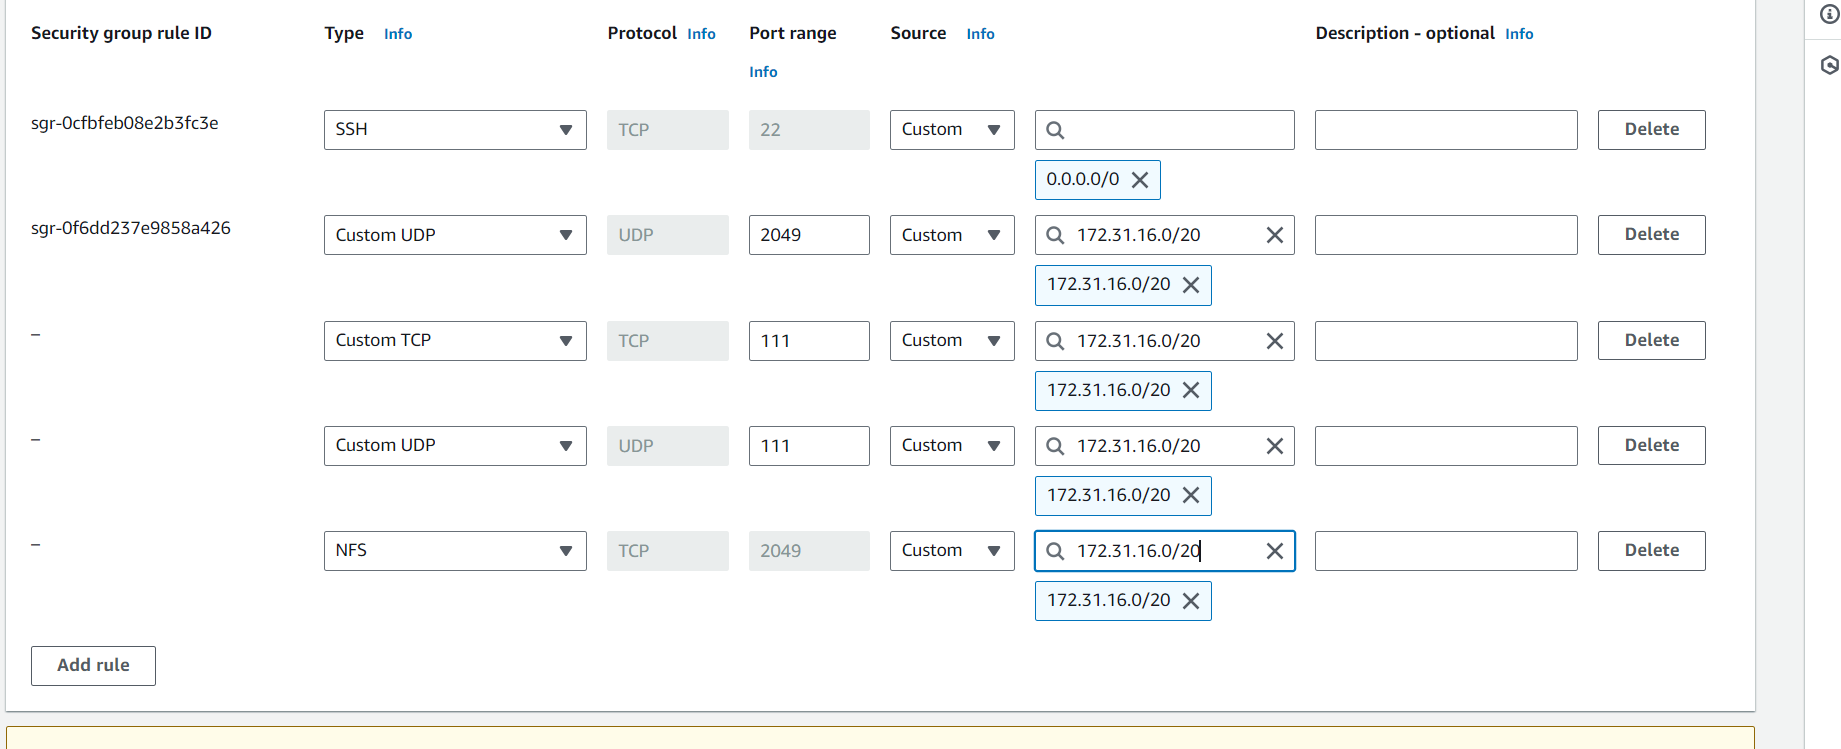 Security group rule ID Type Info Protocol Info Port range Source Info Description - optional Info
Info
sgr-0cfbfeb08e2b3fc3e SSH TCP 22 Custom Delete
0.0.0.0/0
sgr-0f6dd237e9858a426 Custom UDP UDP 2049 Custom 172.31.16.0/20 Delete
172.31.16.0/20
– Custom TCP TCP 111 Custom 172.31.16.0/20 Delete
172.31.16.0/20
– Custom UDP UDP 111 Custom 172.31.16.0/20 Delete
172.31.16.0/20
– NFS TCP 2049 Custom 172.31.16.0/20 Delete
172.31.16.0/20
Add rule